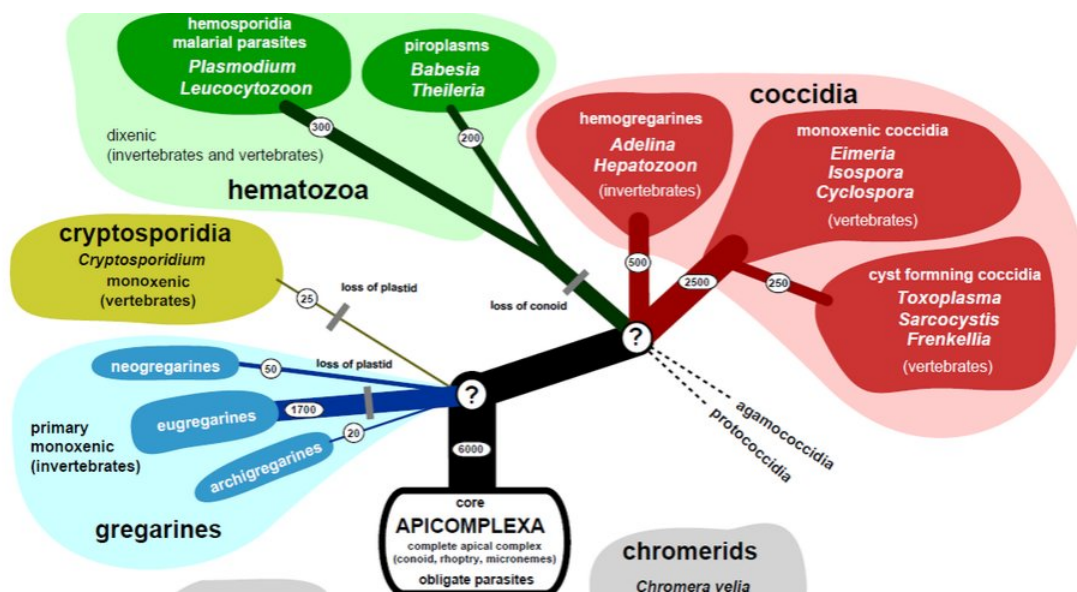 hemosporidia
malarial parasites
Plasmodium
Leucocytozoon
piroplasms
Babesia
Theileria
300
200
dixenic
(invertebrates and vertebrates)
hematozoa
coccidia
hemogregarines
Adelina
Hepatozoon
(invertebrates)
monoxenic coccidia
Eimeria
Isospora
Cyclospora
(vertebrates)
500
2500
250
cyst formning coccidia
Toxoplasma
Sarcocystis
Frenkellia
(vertebrates)
cryptosporidia
Cryptosporidium
monoxenic
(vertebrates)
25
loss of plastid
loss of conoid
?
loss of plastid
neogregarines
50
eugregarines
1700
archigregarines
20
?
primary
monoxenic
(invertebrates)
gregarines
agamococcidia
protococcidia
6000
core
APICOMPLEXA
complete apical complex
(conoid, rhoptry, micronemes)
obligate parasites
chromerids
Chromera velia